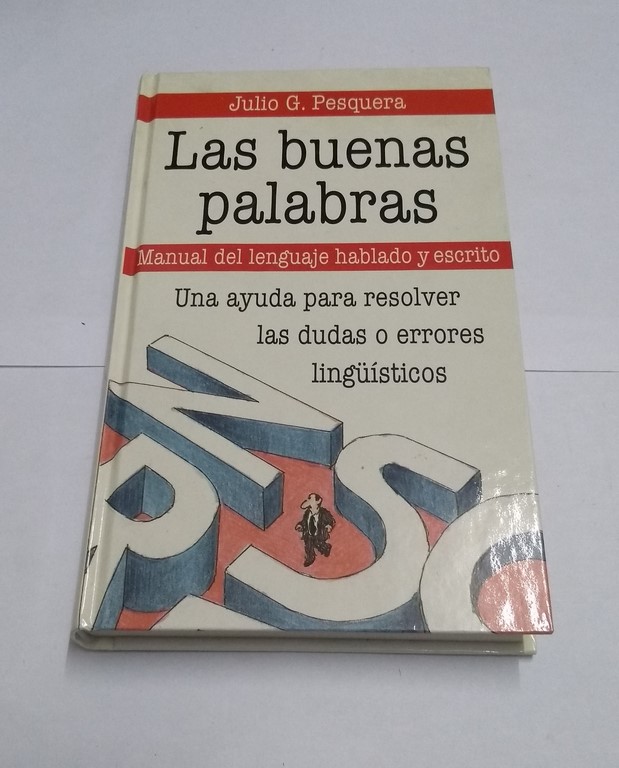 Julio G. Pesquera
Las buenas
palabras
Manual del lenguaje hablado y escrito
Una ayuda para resolver
las dudas o errores
lingüísticos